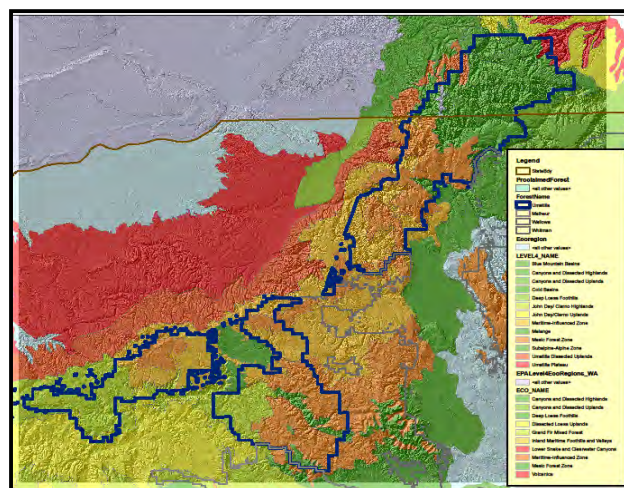 Legend
StateBdy
ProclaimedForest
<all other values>
ForestName
Umatilla
Malheur
Wallowa
Whitman
Ecoregion
<all other values>
LEVEL4_NAME
Blue Mountain Basins
Canyons and Dissected Highlands
Canyons and Dissected Uplands
Cold Basins
Deep Loess Foothills
John Day/ Clarno Highlands
John Day/Clarno Uplands
Maritime-Influenced Zone
Melange
Mesic Forest Zone
Subalpine-Alpine Zone
Umatilla Dissected Uplands
Umatilla Plateau
EPALevel4EcoRegions_WA
<all other values>
ECO_NAME
Canyons and Dissected Highlands
Canyons and Dissected Uplands
Deep Loess Foothills
Dissected Loess Uplands
Grand Fir Mixed Forest
Inland Maritime Foothills and Valleys
Lower Snake and Clearwater Canyons
Maritime-Influenced Zone
Mesic Forest Zone
Volcanics